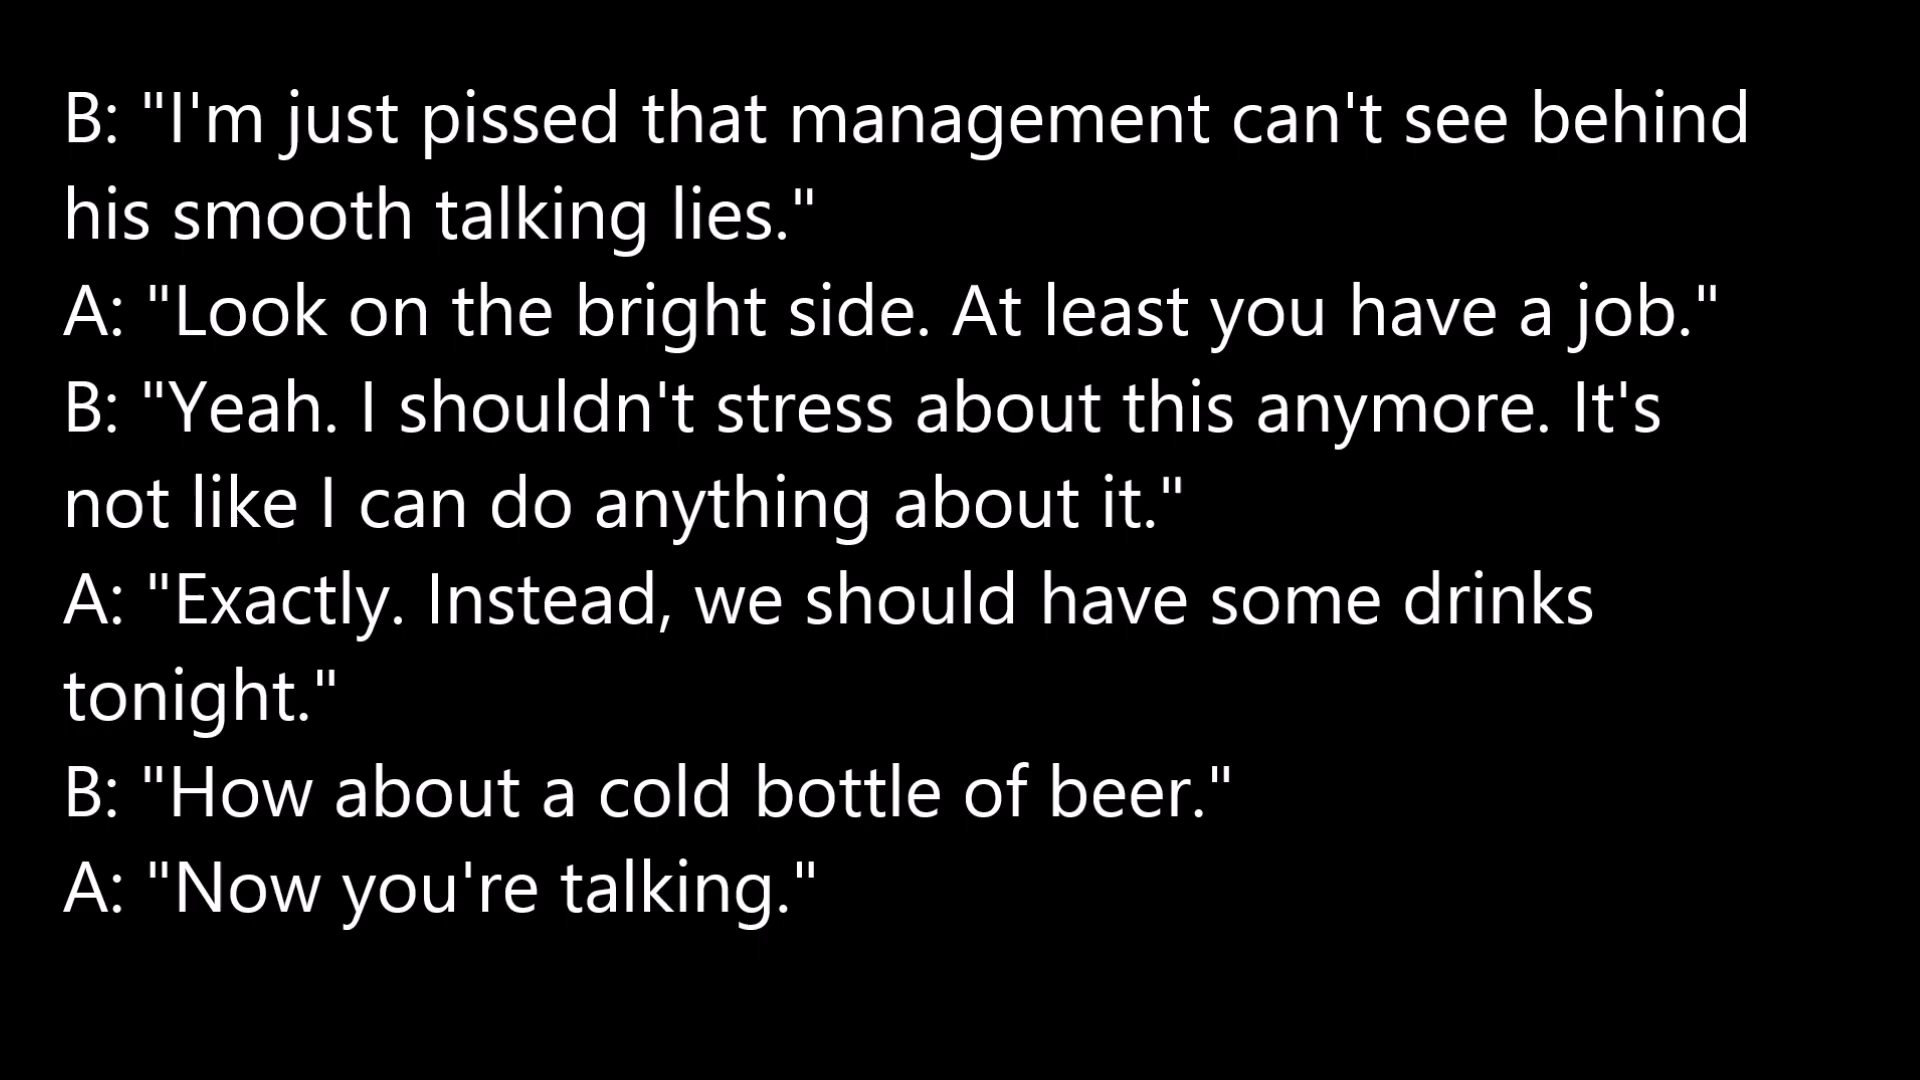 B: "I'm just pissed that management can't see behind
his smooth talking lies."
A: "Look on the bright side. At least you have a job."
B: "Yeah. I shouldn't stress about this anymore. It's
not like I can do anything about it."
A: "Exactly. Instead, we should have some drinks
tonight."
B: "How about a cold bottle of beer."
A: "Now you're talking."